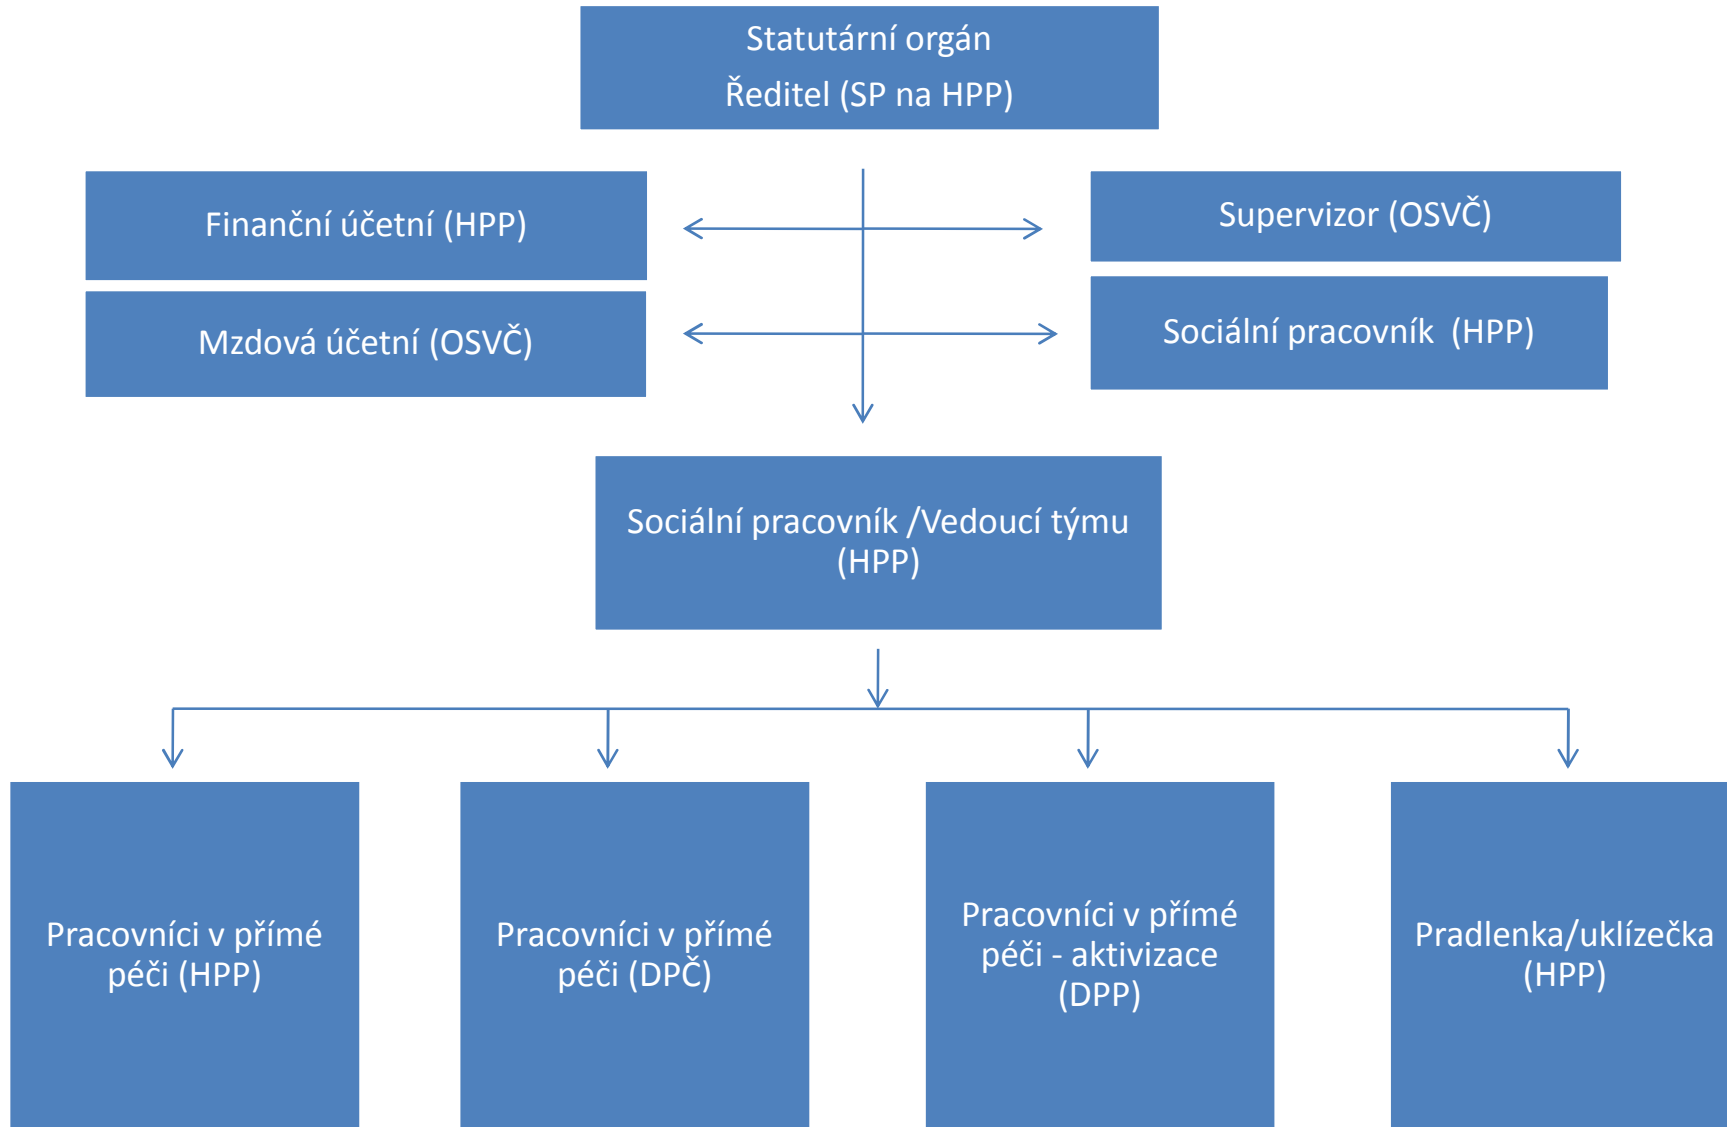 Statutární orgán
Ředitel (SP na HPP)
Finanční účetní (HPP)
Supervizor (OSVČ)
Mzdová účetní (OSVČ)
Sociální pracovník  (HPP)
Sociální pracovník /Vedoucí týmu
(HPP)
Pracovníci v přímé
péči (HPP)
Pracovníci v přímé
péči (DPČ)
Pracovníci v přímé
péči - aktivizace
(DPP)
Pradlenka/uklízečka
(HPP)